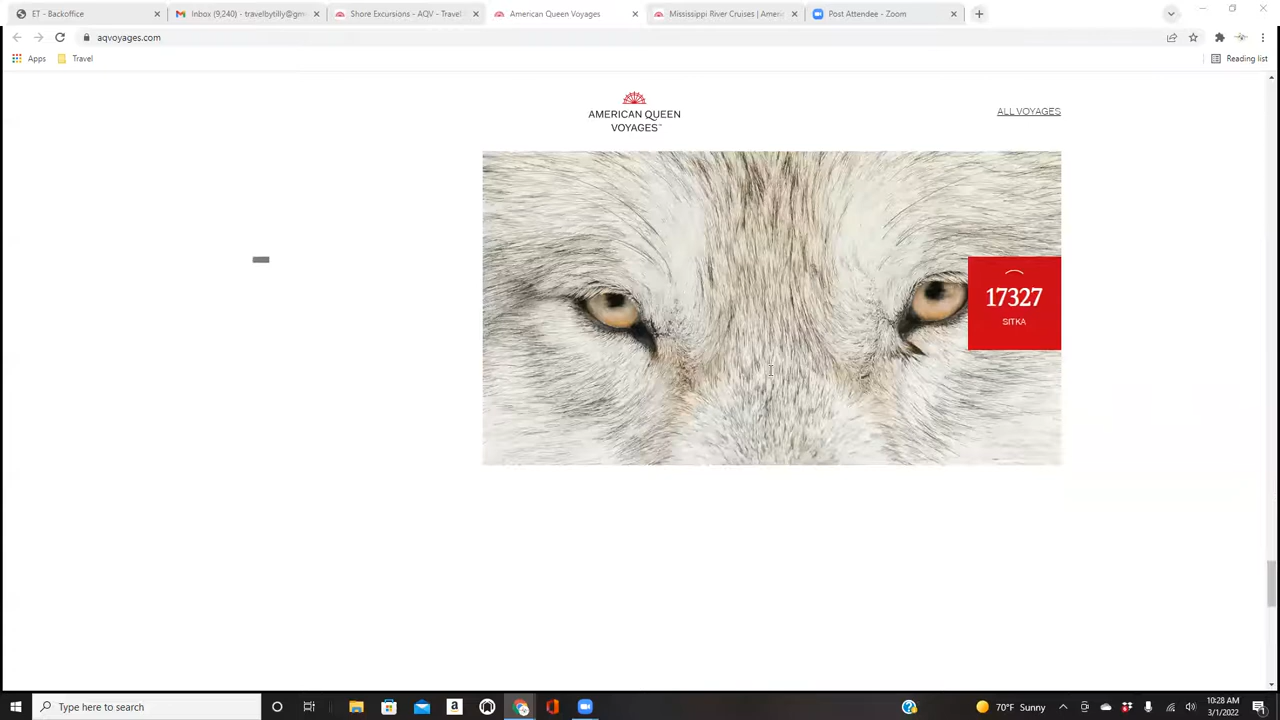 ET - Backoffice
Inbox (9,240) - travelbytilly@gm
Shore Excursions - AQV - Travel
American Queen Voyages
Mississippi River Cruises | Ameri
Post Attendee - Zoom
aqvoyages.com
Apps
Travel
Reading list
AMERICAN QUEEN
VOYAGES™
ALL VOYAGES
17327
SITKA
Type here to search
70°F Sunny
10:28 AM
3/1/2022